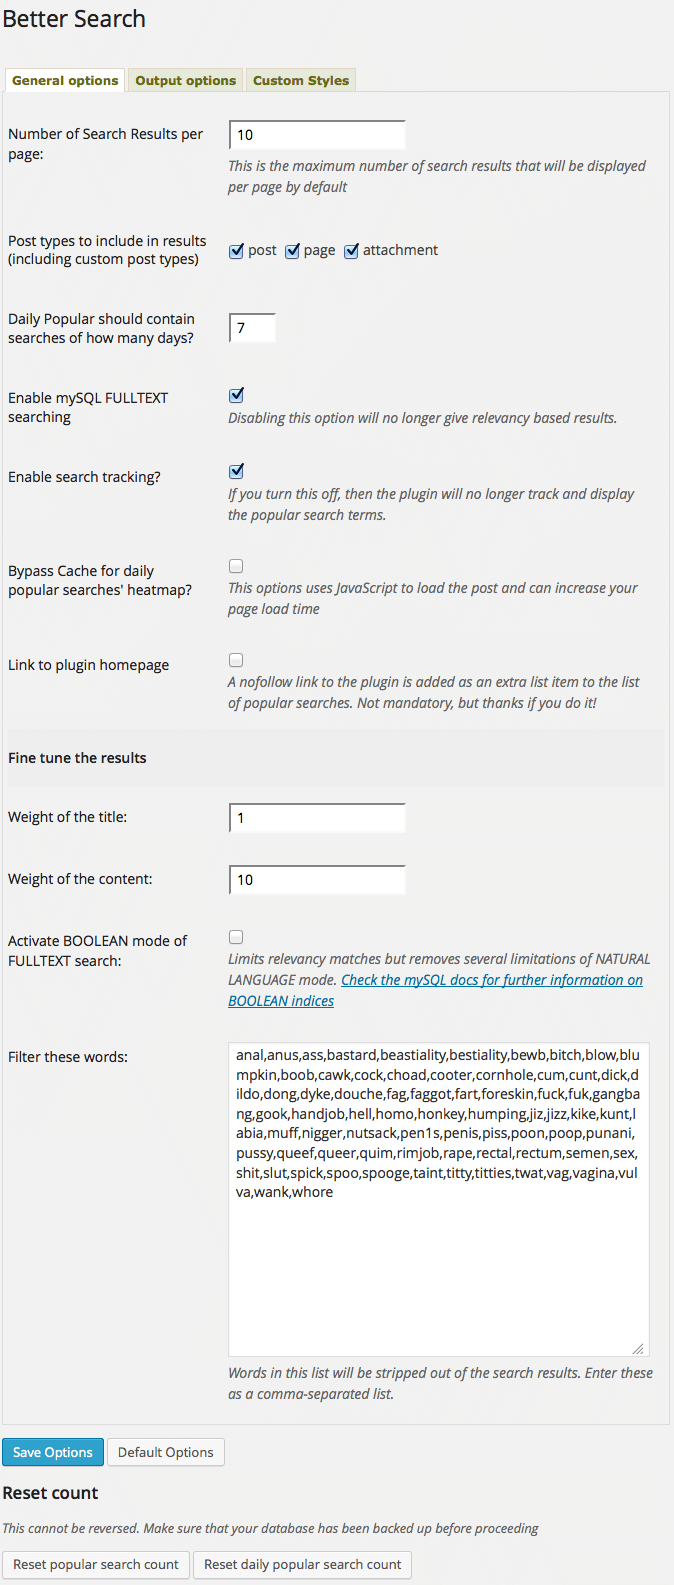 Better Search
General options Output options Custom Styles
Number of Search Results per
page:
10
This is the maximum number of search results that will be displayed
per page by default
Post types to include in results
(including custom post types)
post page attachment
Daily Popular should contain
searches of how many days?
7
Enable mySQL FULLTEXT
searching
Disabling this option will no longer give relevancy based results.
Enable search tracking?
If you turn this off, then the plugin will no longer track and display
the popular search terms.
Bypass Cache for daily
popular searches' heatmap?
This options uses JavaScript to load the post and can increase your
page load time
Link to plugin homepage
A nofollow link to the plugin is added as an extra list item to the list
of popular searches. Not mandatory, but thanks if you do it!
Fine tune the results
Weight of the title:
1
Weight of the content:
10
Activate BOOLEAN mode of
FULLTEXT search:
Limits relevancy matches but removes several limitations of NATURAL
LANGUAGE mode. Check the mySQL docs for further information on
BOOLEAN indices
Filter these words:
anal,anus,ass,bastard,beastiality,bestiality,bewb,bitch,blow,blu
mpkin,boob,cawk,cock,choad,cooter,cornhole,cum,cunt,dick,d
ildo,dong,dyke,douche,fag,faggot,fart,foreskin,fuck,fuk,gangba
ng,gook,handjob,hell,homo,honkey,humping,jiz,jizz,kike,kunt,l
abia,muff,nigger,nutsack,pen1s,penis,piss,poon,poop,punani,
pussy,queef,queer,quim,rimjob,rape,rectal,rectum,semen,sex,
shit,slut,spick,spoo,spooge,taint,titty,titties,twat,vag,vagina,vul
va,wank,whore
Words in this list will be stripped out of the search results. Enter these
as a comma-separated list.
Save Options Default Options
Reset count
This cannot be reversed. Make sure that your database has been backed up before proceeding
Reset popular search count Reset daily popular search count